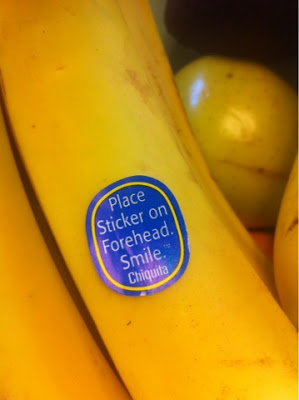 Place
Sticker on
Forehead.
Smile.
Chiquita